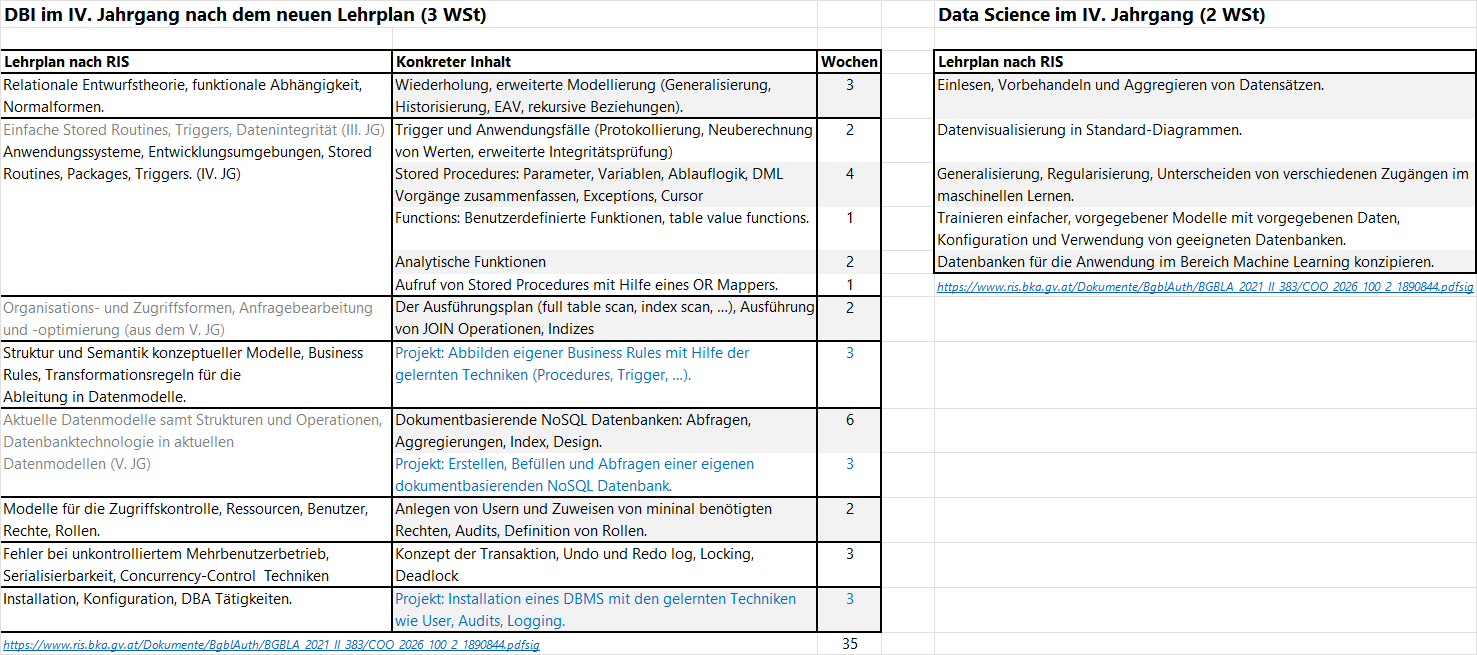 DBI im IV. Jahrgang nach dem neuen Lehrplan (3 WSt)
Lehrplan nach RIS
Konkreter Inhalt
Wochen
Relationale Entwurfstheorie, funktionale Abhängigkeit,
Normalformen.
Wiederholung, erweiterte Modellierung (Generalisierung,
Historisierung, EAV, rekursive Beziehungen).
3
Einfache Stored Routines, Triggers, Datenintegrität (III. JG)
Anwendungssysteme, Entwicklungsumgebungen, Stored
Routines, Packages, Triggers. (IV. JG)
Trigger und Anwendungsfälle (Protokollierung, Neuberechnung
von Werten, erweiterte Integritätsprüfung)
2
Stored Procedures: Parameter, Variablen, Ablauflogik, DML
Vorgänge zusammenfassen, Exceptions, Cursor
4
Functions: Benutzerdefinierte Funktionen, table value functions.
1
Analytische Funktionen
2
Aufruf von Stored Procedures mit Hilfe eines OR Mappers.
1
Organisations- und Zugriffsformen, Anfragebearbeitung
und -optimierung (aus dem V. JG)
Der Ausführungsplan (full table scan, index scan, ...), Ausführung
von JOIN Operationen, Indizes
2
Struktur und Semantik konzeptueller Modelle, Business
Rules, Transformationsregeln für die
Ableitung in Datenmodelle.
Projekt: Abbilden eigener Business Rules mit Hilfe der
gelernten Techniken (Procedures, Trigger, ...).
3
Aktuelle Datenmodelle samt Strukturen und Operationen,
Datenbanktechnologie in aktuellen
Datenmodellen (V. JG)
Dokumentbasierende NoSQL Datenbanken: Abfragen,
Aggregierungen, Index, Design.
6
Projekt: Erstellen, Befüllen und Abfragen einer eigenen
dokumentbasierenden NoSQL Datenbank.
3
Modelle für die Zugriffskontrolle, Ressourcen, Benutzer,
Rechte, Rollen.
Anlegen von Usern und Zuweisen von mininal benötigten
Rechten, Audits, Definition von Rollen.
2
Fehler bei unkontrolliertem Mehrbenutzerbetrieb,
Serialisierbarkeit, Concurrency-Control  Techniken
Konzept der Transaktion, Undo und Redo log, Locking,
Deadlock
3
Installation, Konfiguration, DBA Tätigkeiten.
Projekt: Installation eines DBMS mit den gelernten Techniken
wie User, Audits, Logging.
3
https://www.ris.bka.gv.at/Dokumente/BgblAuth/BGBLA_2021_II_383/COO_2026_100_2_1890844.pdfsig
35
Data Science im IV. Jahrgang (2 WSt)
Lehrplan nach RIS
Einlesen, Vorbehandeln und Aggregieren von Datensätzen.
Datenvisualisierung in Standard-Diagrammen.
Generalisierung, Regularisierung, Unterscheiden von verschiedenen Zugängen im
maschinellen Lernen.
Trainieren einfacher, vorgegebener Modelle mit vorgegebenen Daten,
Konfiguration und Verwendung von geeigneten Datenbanken.
Datenbanken für die Anwendung im Bereich Machine Learning konzipieren.
https://www.ris.bka.gv.at/Dokumente/BgblAuth/BGBLA_2021_II_383/COO_2026_100_2_1890844.pdfsig